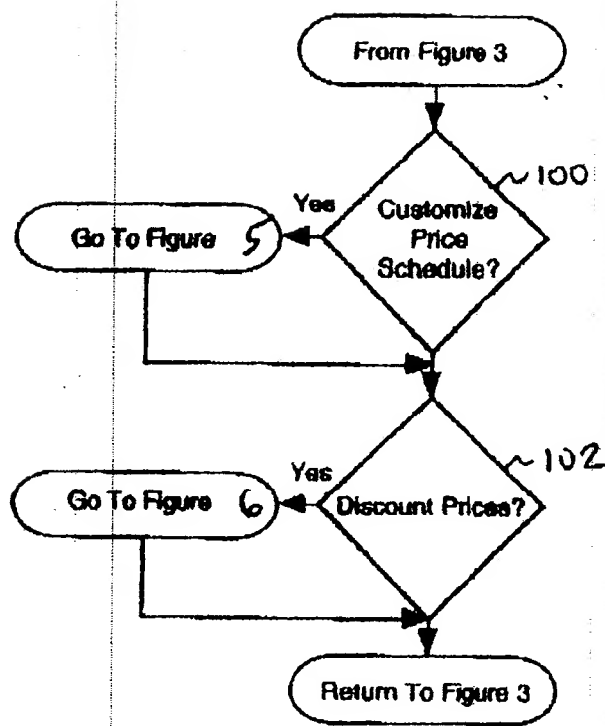 From Figure 3
100
Yes
Customize
Price
Schedule?
Go To Figure 5
102
Yes
Discount Prices?
Go To Figure 6
Return To Figure 3